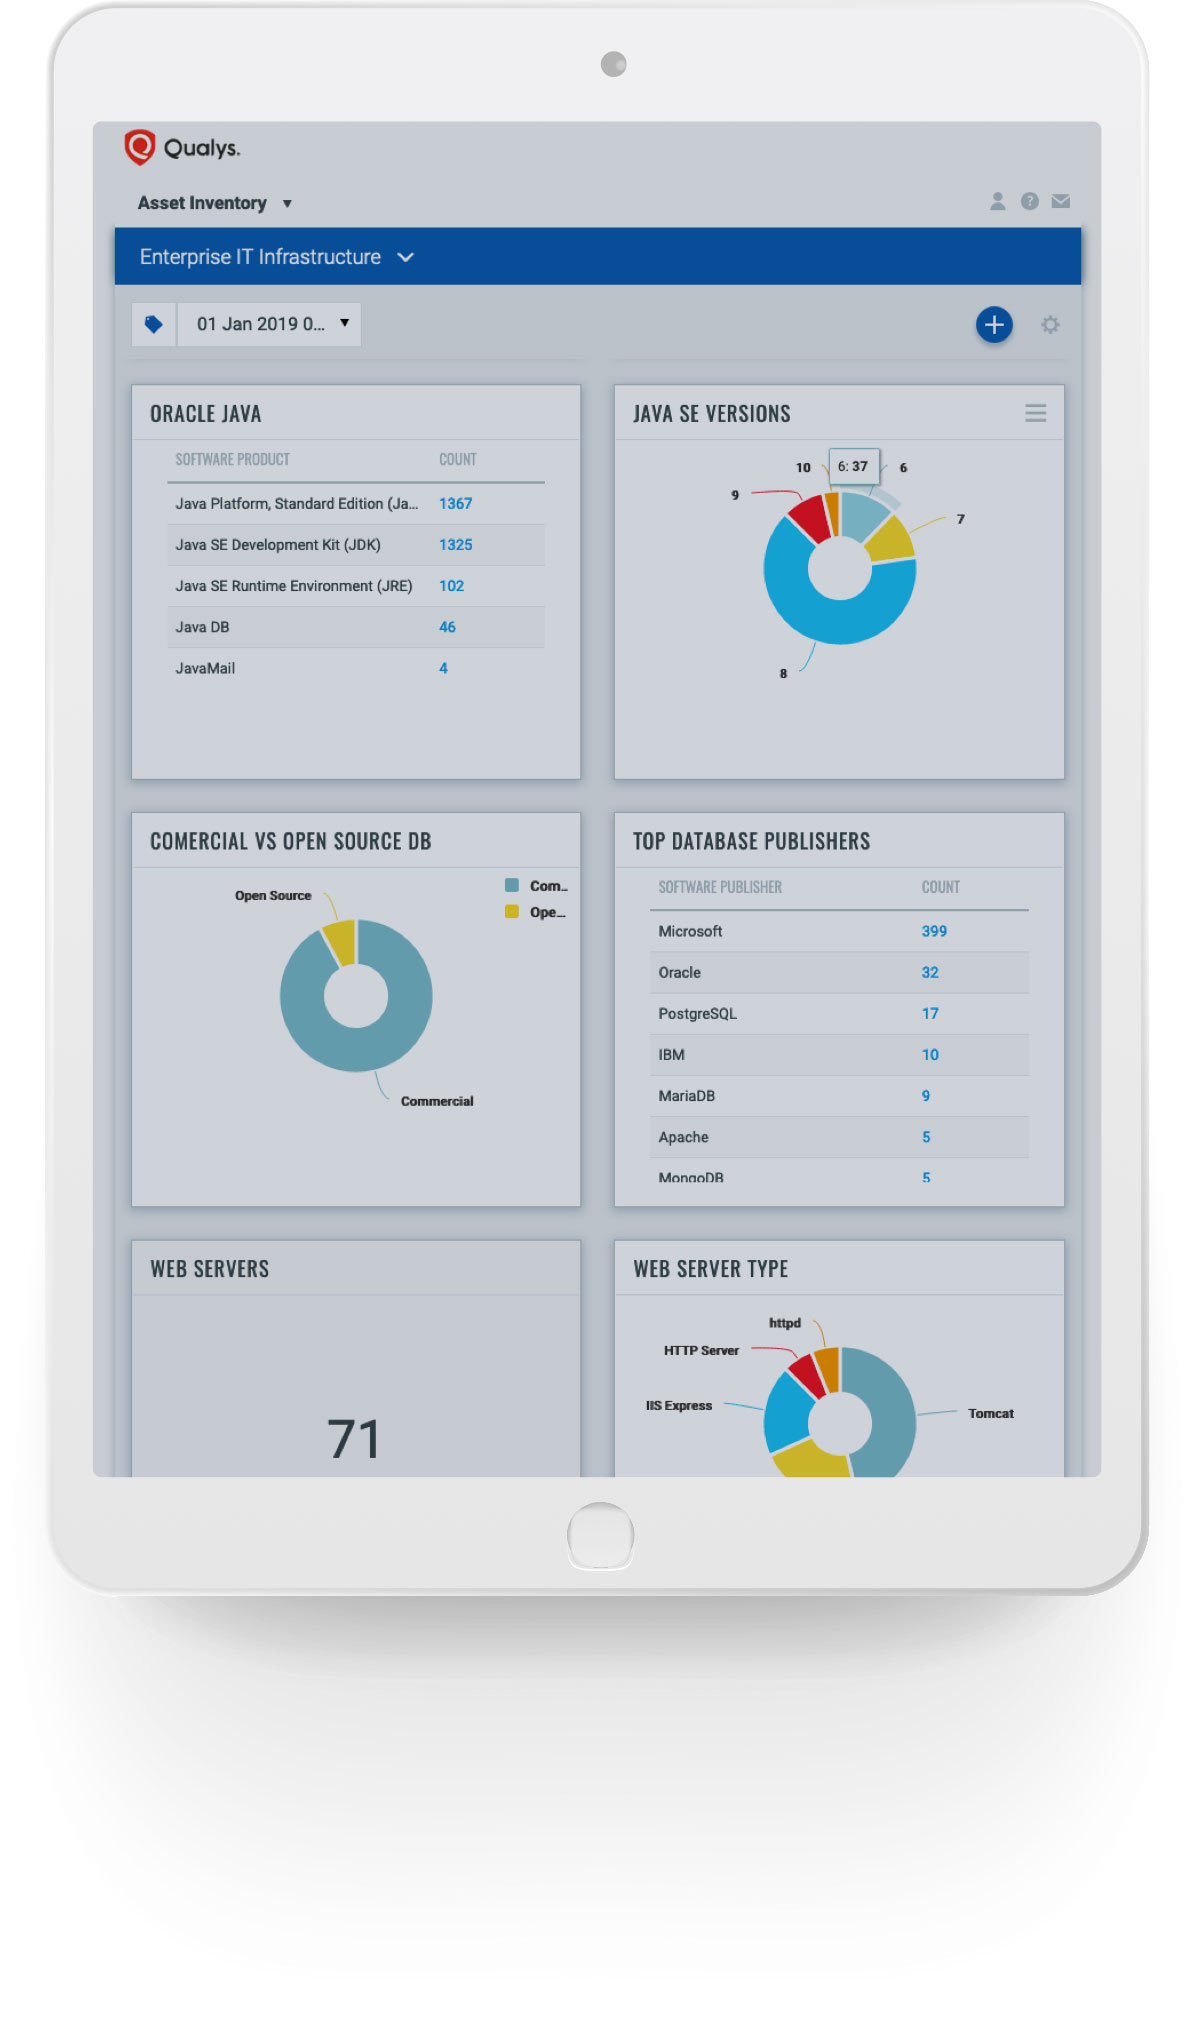 Qualys.
Asset Inventory
Enterprise IT Infrastructure
01 Jan 2019 0...
ORACLE JAVA
SOFTWARE PRODUCT COUNT
Java Platform, Standard Edition (Ja... 1367
Java SE Development Kit (JDK) 1325
Java SE Runtime Environment (JRE) 102
Java DB 46
JavaMail 4
JAVA SE VERSIONS
10 6: 37 6
9
7
8
COMERCIAL VS OPEN SOURCE DB
Open Source
Com...
Ope...
Commercial
TOP DATABASE PUBLISHERS
SOFTWARE PUBLISHER COUNT
Microsoft 399
Oracle 32
PostgreSQL 17
IBM 10
MariaDB 9
Apache 5
MongoDB 5
WEB SERVERS
71
WEB SERVER TYPE
httpd
HTTP Server
IIS Express
Tomcat